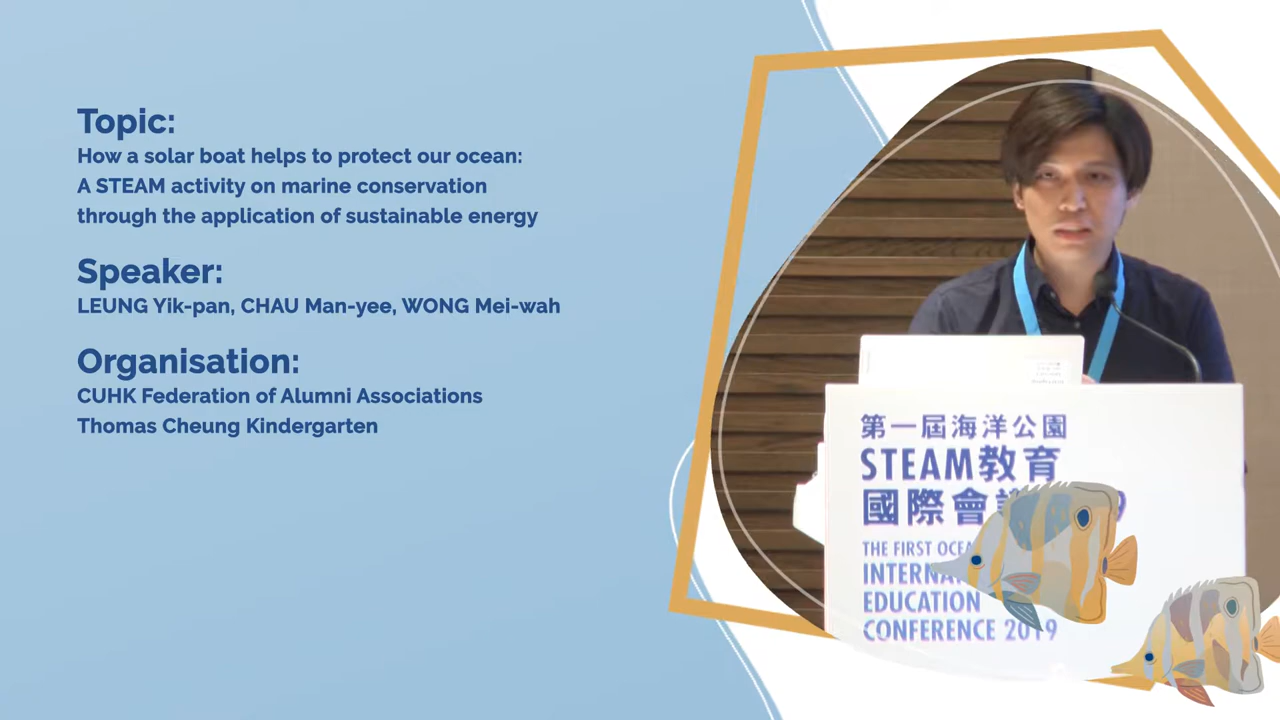 Topic:
How a solar boat helps to protect our ocean:
A STEAM activity on marine conservation
through the application of sustainable energy
Speaker:
LEUNG Yik-pan, CHAU Man-yee, WONG Mei-wah
Organisation:
CUHK Federation of Alumni Associations
Thomas Cheung Kindergarten
第一屆海洋公園
STEAM教育
國際會
THE FIRST
EDUCATION
CONFERENCE 2019